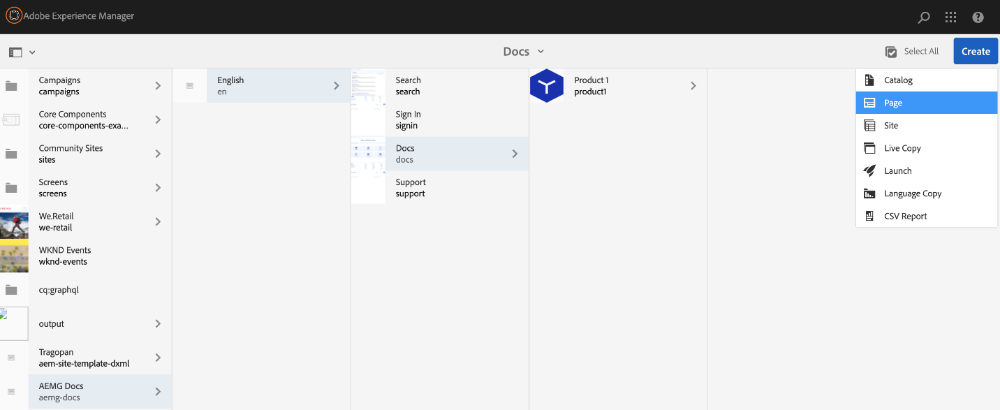 Adobe Experience Manager
Docs
Select All
Create
Campaigns
campaigns
Core Components
core-components-exa...
Community Sites
sites
Screens
screens
We.Retail
we-retail
WKND Events
wknd-events
cq:graphql
output
Tragopan
aem-site-template-dxml
AEMG Docs
aemg-docs
English
en
Search
search
Sign In
signin
Docs
docs
Support
support
Product 1
product1
Catalog
Page
Site
Live Copy
Launch
Language Copy
CSV Report